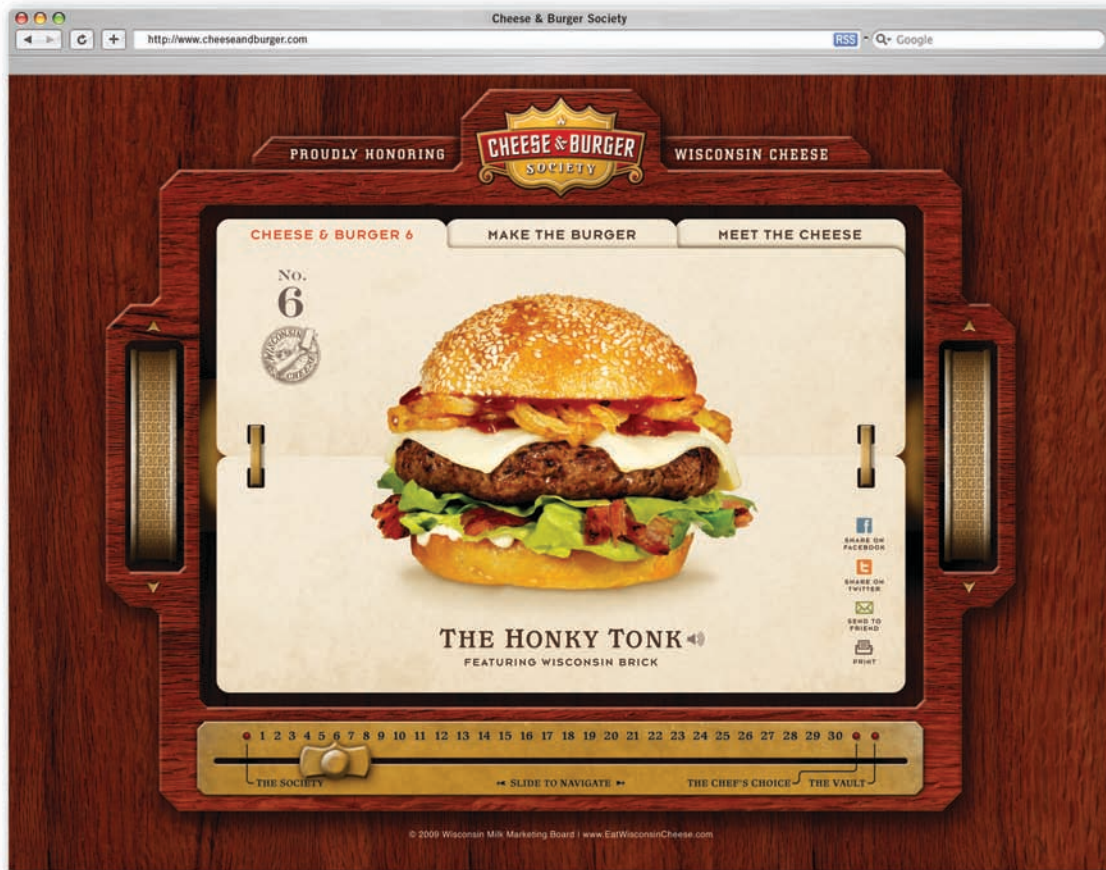 Cheese & Burger Society
http://www.cheeseandburger.com
RSS
Google
PROUDLY HONORING
CHEESE & BURGER
SOCIETY
WISCONSIN CHEESE
CHEESE & BURGER 6
MAKE THE BURGER
MEET THE CHEESE
No.
6
WISCONSIN
CHEESE
SHARE ON
FACEBOOK
SHARE ON
TWITTER
SEND TO
FRIEND
PRINT
THE HONKY TONK
FEATURING WISCONSIN BRICK
1 2 3 4 5 6 7 8 9 10 11 12 13 14 15 16 17 18 19 20 21 22 23 24 25 26 27 28 29 30
THE SOCIETY
SLIDE TO NAVIGATE
THE CHEF'S CHOICE
THE VAULT
© 2009 Wisconsin Milk Marketing Board | www.EatWisconsinCheese.com